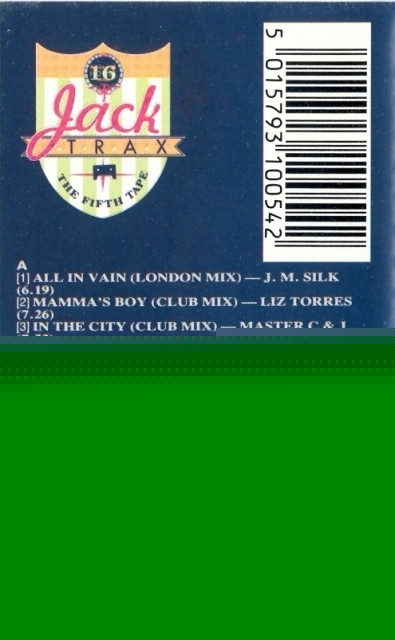 16
Jack
TRAX
THE FIFTH TAPE
5 015793 100542
A
[1] ALL IN VAIN (LONDON MIX) — J. M. SILK
(6.19)
[2] MAMMA'S BOY (CLUB MIX) — LIZ TORRES
(7.26)
[3] IN THE CITY (CLUB MIX) — MASTER C & J